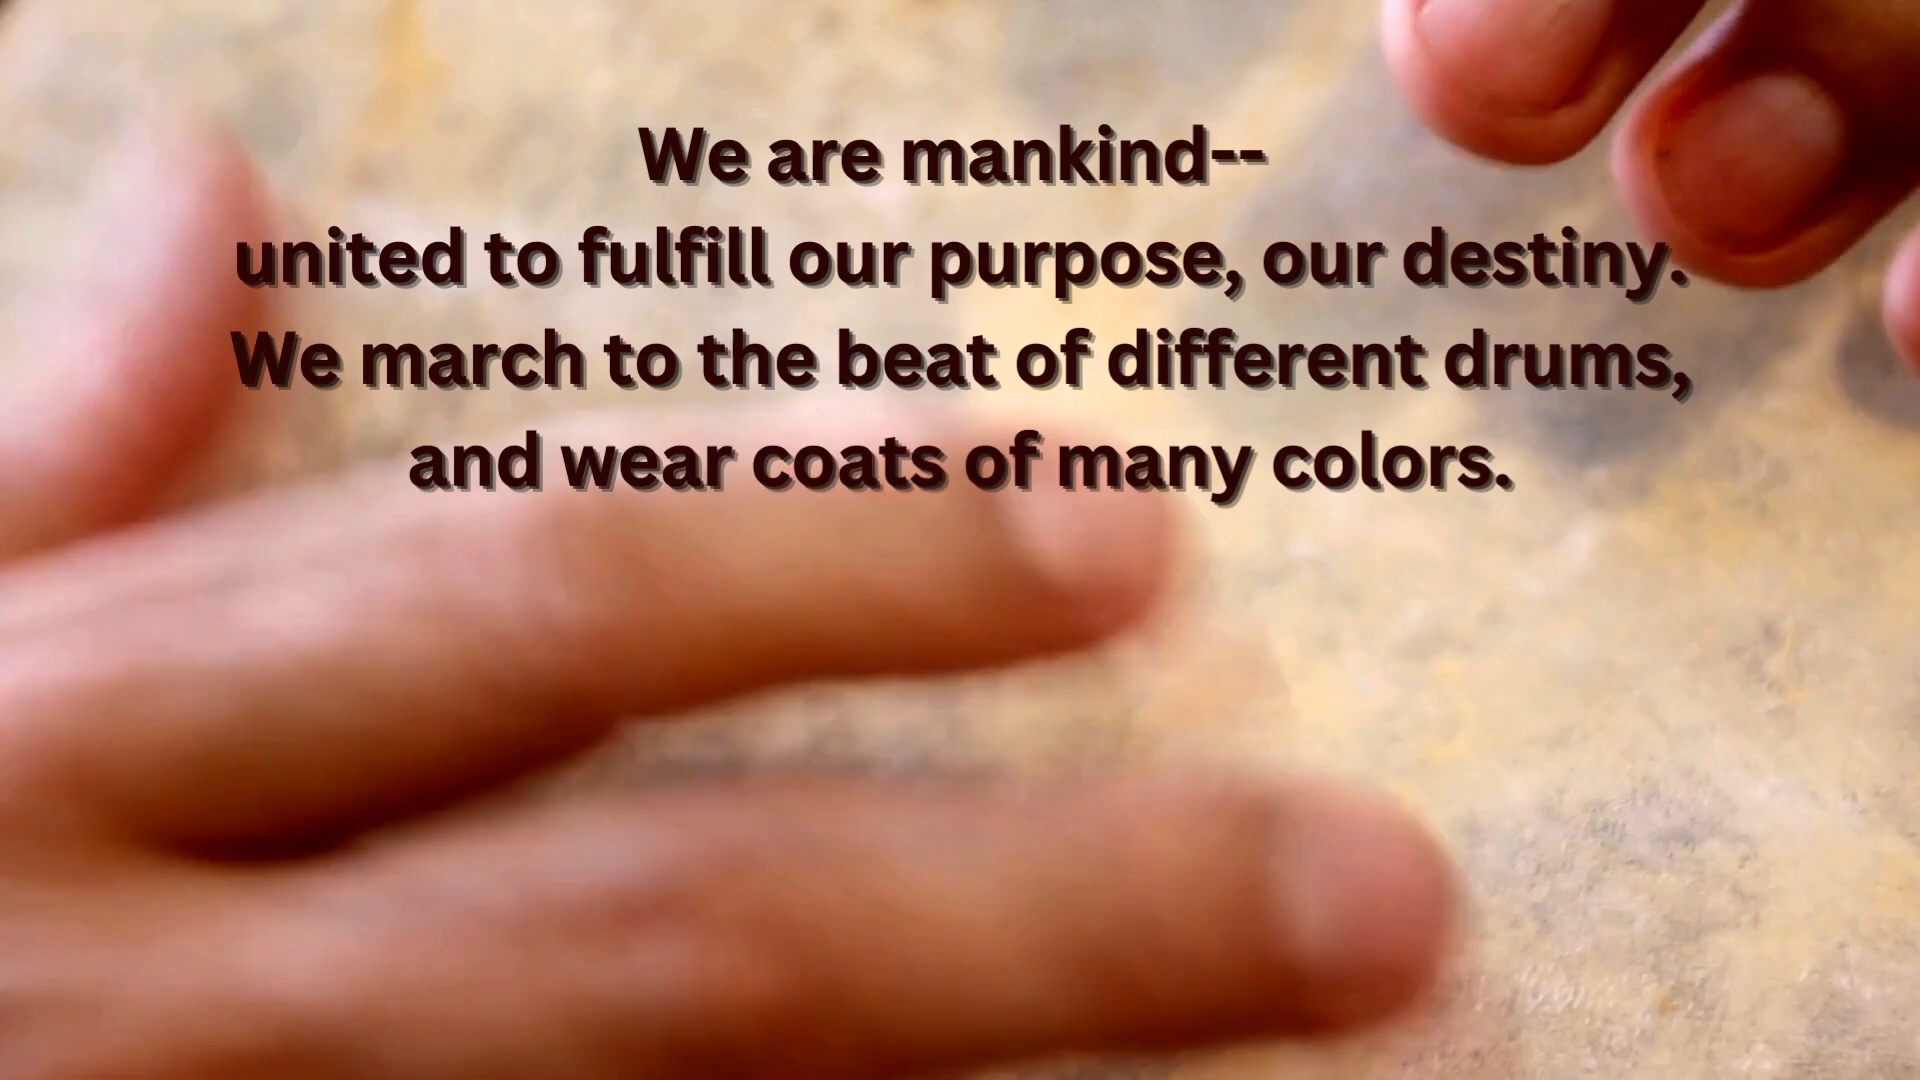 We are mankind--
united to fulfill our purpose, our destiny.
We march to the beat of different drums,
and wear coats of many colors.